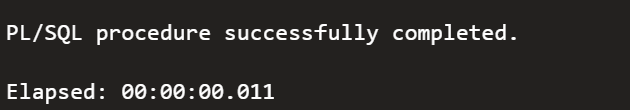 PL/SQL procedure successfully completed.
Elapsed: 00:00:00.011